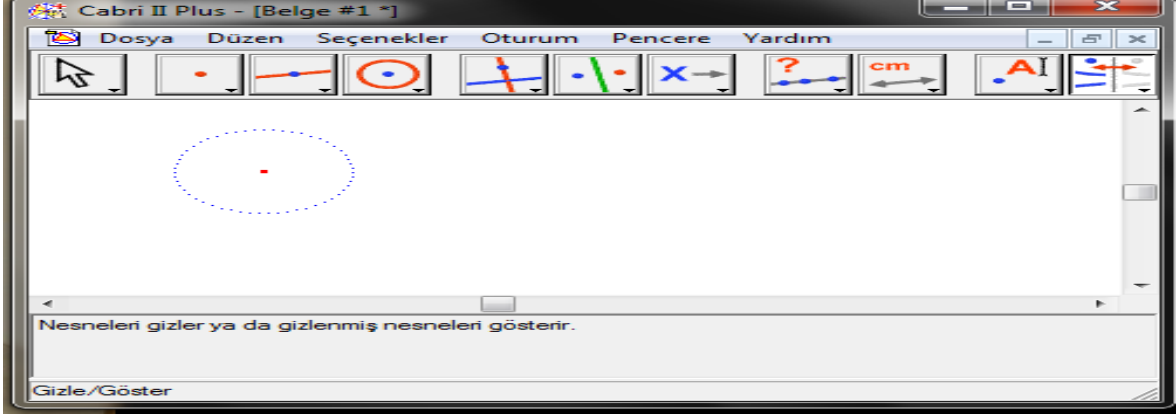 Cabri II Plus - [Belge #1 *]
Dosya Düzen Seçenekler Oturum Pencere Yardım
? cm A
Nesneleri gizler ya da gizlenmiş nesneleri gösterir.
Gizle/Göster